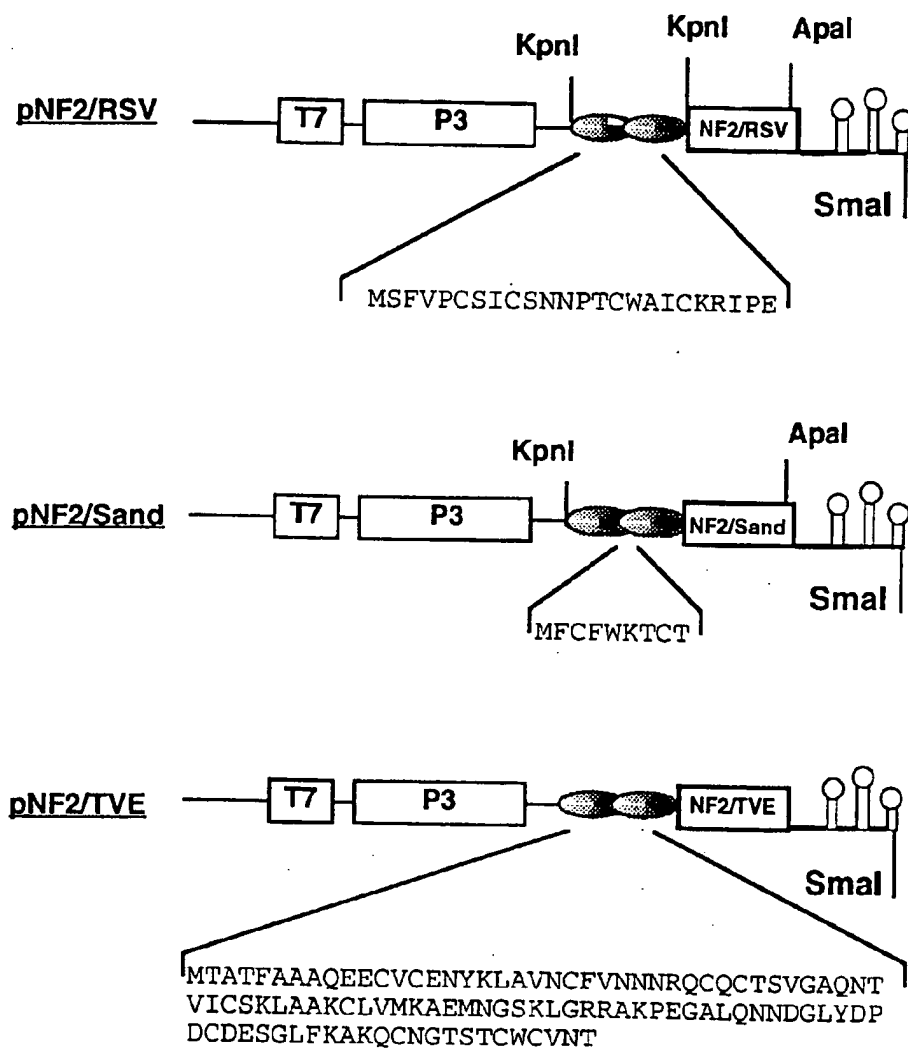 KpnI
KpnI
ApaI
pNF2/RSV
T7
P3
NF2/RSV
SmaI
MSFVPCSICSNNPTCWAICKRIPE
KpnI
ApaI
pNF2/Sand
T7
P3
NF2/Sand
SmaI
MFCFWKTCT
pNF2/TVE
T7
P3
NF2/TVE
SmaI
MTATFAAAQEECVCENYKLAVNCFVNNNRQCQCTSVGAQNT
VICSKLAAKCLVMKAEMNGSKLGRRAKPEGALQNNDGLYDP
DCDESGLFKAKQCNGTSTCWCVNT